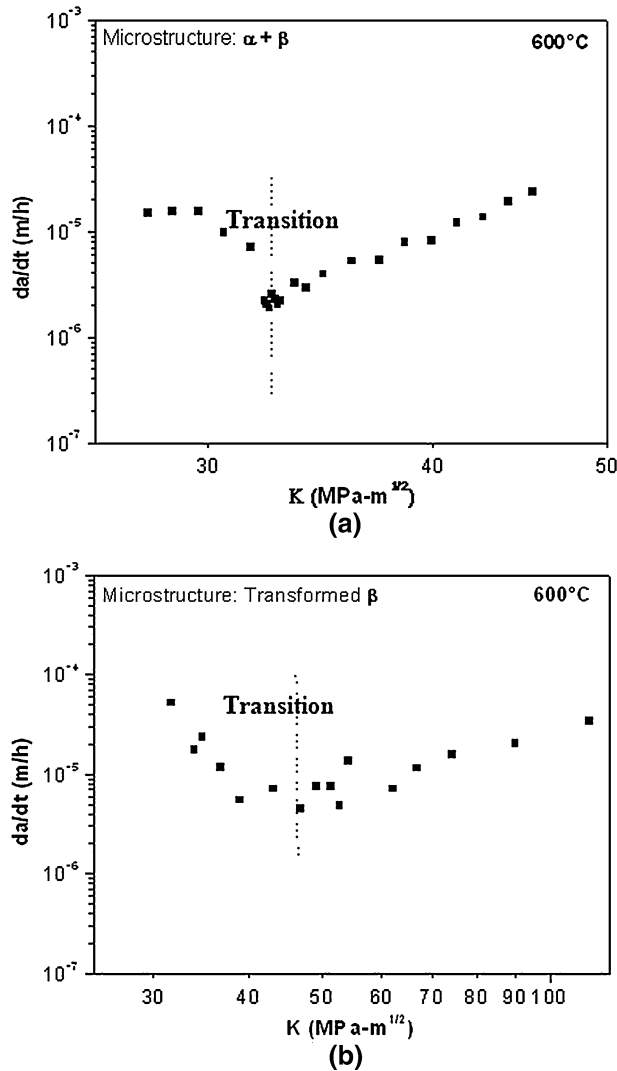 Microstructure: α + β 600°C
10⁻³
10⁻⁴
10⁻⁵
10⁻⁶
10⁻⁷
da/dt (m/h)
Transition
30 40 50
K (MPa-m¹/²)
(a)
Microstructure: Transformed β 600°C
10⁻³
10⁻⁴
10⁻⁵
10⁻⁶
10⁻⁷
da/dt (m/h)
Transition
30 40 50 60 70 80 90 100
K (MPa-m¹/²)
(b)